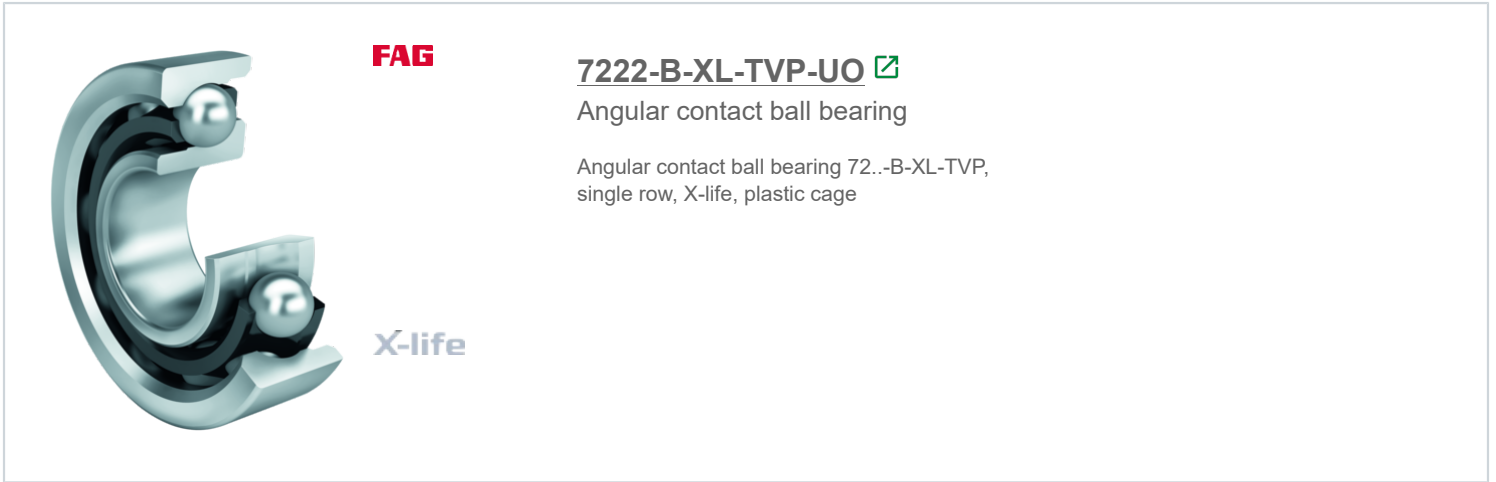 FAG
7222-B-XL-TVP-UO
Angular contact ball bearing
Angular contact ball bearing 72..-B-XL-TVP,
single row, X-life, plastic cage
X-life